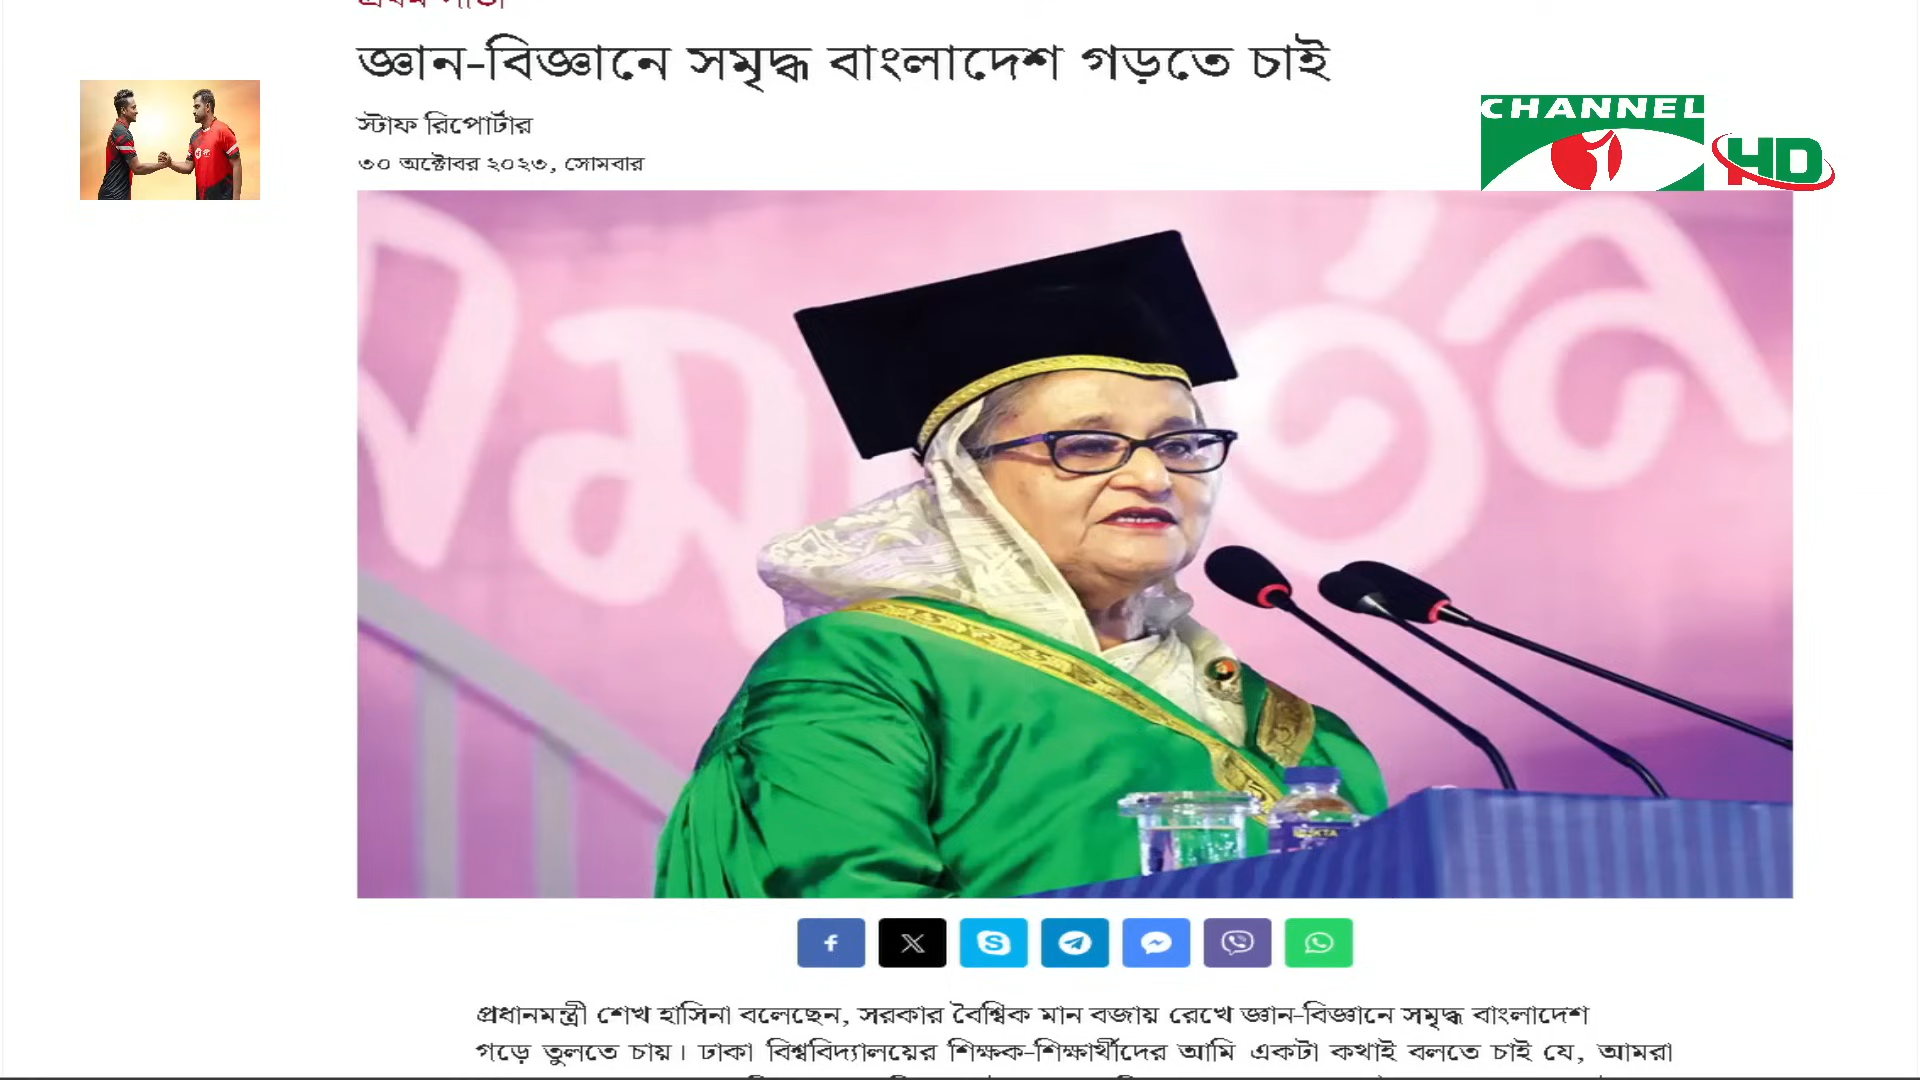 জ্ঞান-বিজ্ঞানে সমৃদ্ধ বাংলাদেশ গড়তে চাই
স্টাফ রিপোর্টার
৩০ অক্টোবর ২০২৩, সোমবার
CHANNEL
HD
প্রধানমন্ত্রী শেখ হাসিনা বলেছেন, সরকার বৈশ্বিক মান বজায় রেখে জ্ঞান-বিজ্ঞানে সমৃদ্ধ বাংলাদেশ
গড়ে তুলতে চায়। ঢাকা বিশ্ববিদ্যালয়ের শিক্ষক-শিক্ষার্থীদের আমি একটা কথাই বলতে চাই যে, আমরা